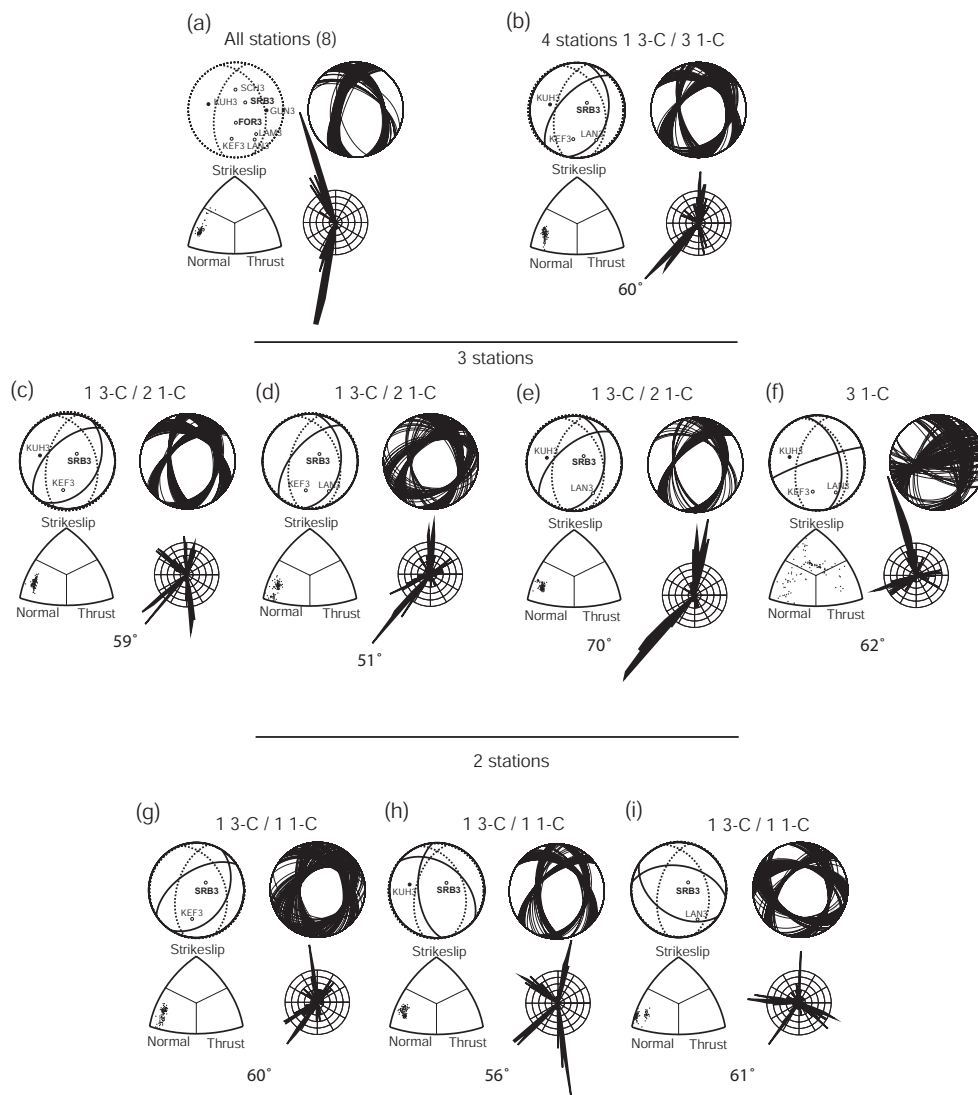 (a)
All stations (8)
SCH3
KUH3
SRB3
GUN3
FOR3
LAM3
KEF3
LAN3
Strikeslip
Normal
Thrust
(b)
4 stations 1 3-C / 3 1-C
KUH3
SRB3
KEF3
LAN3
Strikeslip
Normal
Thrust
60°
3 stations
(c)
1 3-C / 2 1-C
KUH3
SRB3
KEF3
Strikeslip
Normal
Thrust
59°
(d)
1 3-C / 2 1-C
SRB3
KEF3
LAN3
Strikeslip
Normal
Thrust
51°
(e)
1 3-C / 2 1-C
KUH3
SRB3
LAN3
Strikeslip
Normal
Thrust
70°
(f)
3 1-C
KUH3
KEF3
LAN3
Strikeslip
Normal
Thrust
62°
2 stations
(g)
1 3-C / 1 1-C
SRB3
KEF3
Strikeslip
Normal
Thrust
60°
(h)
1 3-C / 1 1-C
KUH3
SRB3
Strikeslip
Normal
Thrust
56°
(i)
1 3-C / 1 1-C
SRB3
LAN3
Strikeslip
Normal
Thrust
61°